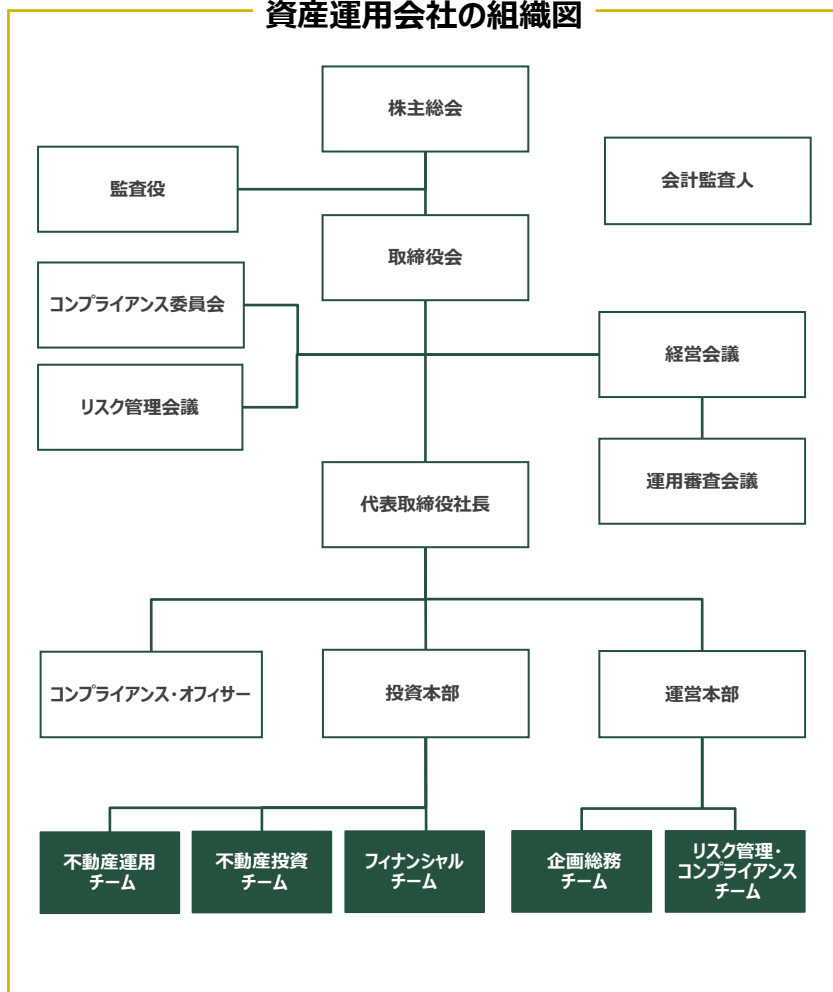 資産運用会社の組織図
株主総会
監査役
会計監査人
取締役会
コンプライアンス委員会
経営会議
リスク管理会議
運用審査会議
代表取締役社長
コンプライアンス・オフィサー
投資本部
運営本部
不動産運用
チーム
不動産投資
チーム
フィナンシャル
チーム
企画総務
チーム
リスク管理・
コンプライアンス
チーム